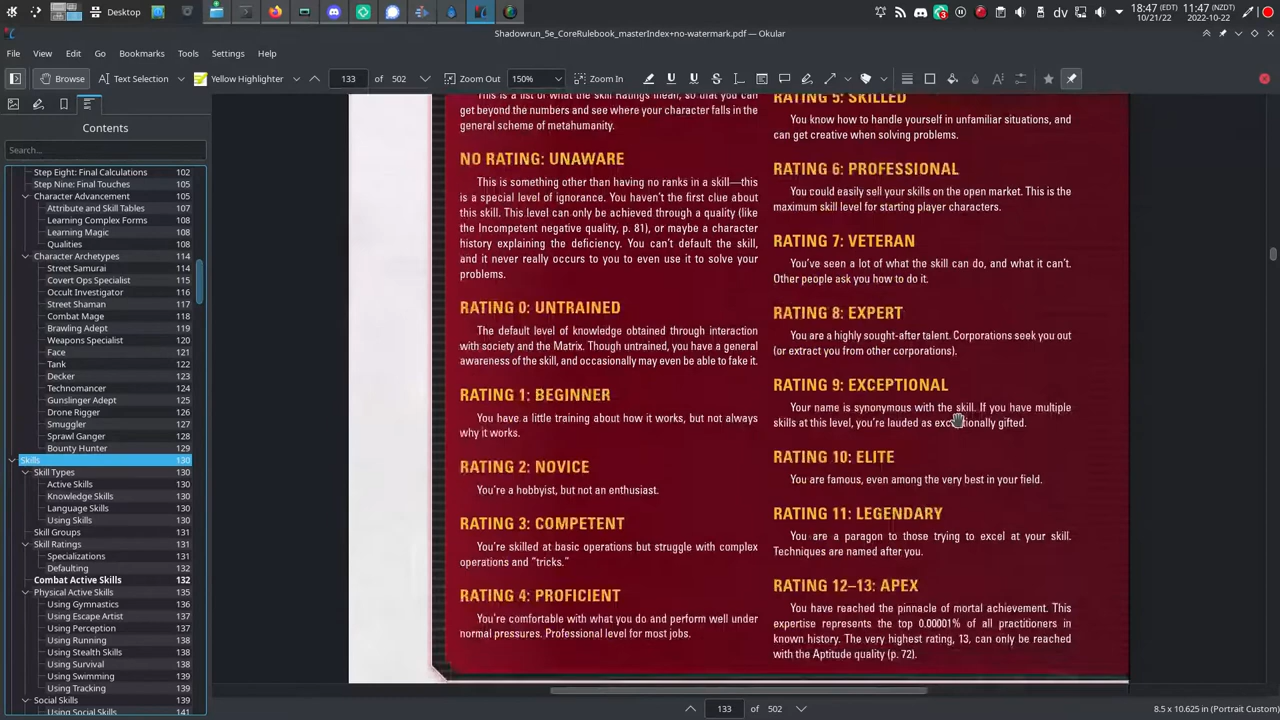 Desktop
18:47 (EDT)
10/21/22
11:47 (EDT)
2022-10-22
3
dv
Shadowrun_5e_CoreRulebook_masterIndex+no-watermark.pdf — Okular
File View Edit Go Bookmarks Tools Settings Help
Browse Text Selection Yellow Highlighter 133 of 502 Zoom Out 150% Zoom In
Contents
Search...
Step Eight: Final Calculations 105
Step Nine: Final Touches 105
Character Advancement 105
Attribute and Skill Tables 107
Learning Complex Forms 108
Learning Magic 108
Qualities 108
Character Archetypes 114
Street Samurai 114
Covert Ops Specialist 115
Occult Investigator 116
Street Shaman 117
Combat Mage 118
Brawling Adept 119
Weapons Specialist 120
Face 121
Tank 122
Decker 123
Technomancer 124
Gunslinger Adept 125
Drone Rigger 126
Smuggler 127
Sprawl Ganger 128
Bounty Hunter 129
Skills 130
Skill Types 130
Active Skills 130
Knowledge Skills 130
Language Skills 130
Using Skills 130
Skill Groups 131
Skill Ratings 131
Specializations 131
Defaulting 132
Combat Active Skills 132
Physical Active Skills 135
Using Gymnastics 136
Using Escape Artist 137
Using Perception 138
Using Running 138
Using Stealth Skills 138
Using Survival 138
Using Swimming 139
Using Tracking 139
Social Skills 139
Using Social Skills 141
This is a list of what the skill Ratings mean, so that you can
get beyond the numbers and see where your character falls in the
general scheme of metahumanity.
NO RATING: UNAWARE
This is something other than having no ranks in a skill—this
is a special level of ignorance. You haven't the first clue about
this skill. This level can only be achieved through a quality (like
the Incompetent negative quality, p. 81), or maybe a character
history explaining the deficiency. You can't default the skill,
and it never really occurs to you to even use it to solve your
problems.
RATING 0: UNTRAINED
The default level of knowledge obtained through interaction
with society and the Matrix. Though untrained, you have a general
awareness of the skill, and occasionally may even be able to fake it.
RATING 1: BEGINNER
You have a little training about how it works, but not always
why it works.
RATING 2: NOVICE
You're a hobbyist, but not an enthusiast.
RATING 3: COMPETENT
You're skilled at basic operations but struggle with complex
operations and "tricks."
RATING 4: PROFICIENT
You're comfortable with what you do and perform well under
normal pressures. Professional level for most jobs.
RATING 5: SKILLED
You know how to handle yourself in unfamiliar situations, and
can get creative when solving problems.
RATING 6: PROFESSIONAL
You could easily sell your skills on the open market. This is the
maximum skill level for starting player characters.
RATING 7: VETERAN
You've seen a lot of what the skill can do, and what it can't.
Other people ask you how to do it.
RATING 8: EXPERT
You are a highly sought-after talent. Corporations seek you out
(or extract you from other corporations).
RATING 9: EXCEPTIONAL
Your name is synonymous with the skill. If you have multiple
skills at this level, you're lauded as exceptionally gifted.
RATING 10: ELITE
You are famous, even among the very best in your field.
RATING 11: LEGENDARY
You are a paragon to those trying to excel at your skill.
Techniques are named after you.
RATING 12–13: APEX
You have reached the pinnacle of mortal achievement. This
expertise represents the top 0.00001% of all practitioners in
known history. The very highest rating, 13, can only be reached
with the Aptitude quality (p. 72).
133 of 502
8.5 x 10.625 in (Portrait Custom)